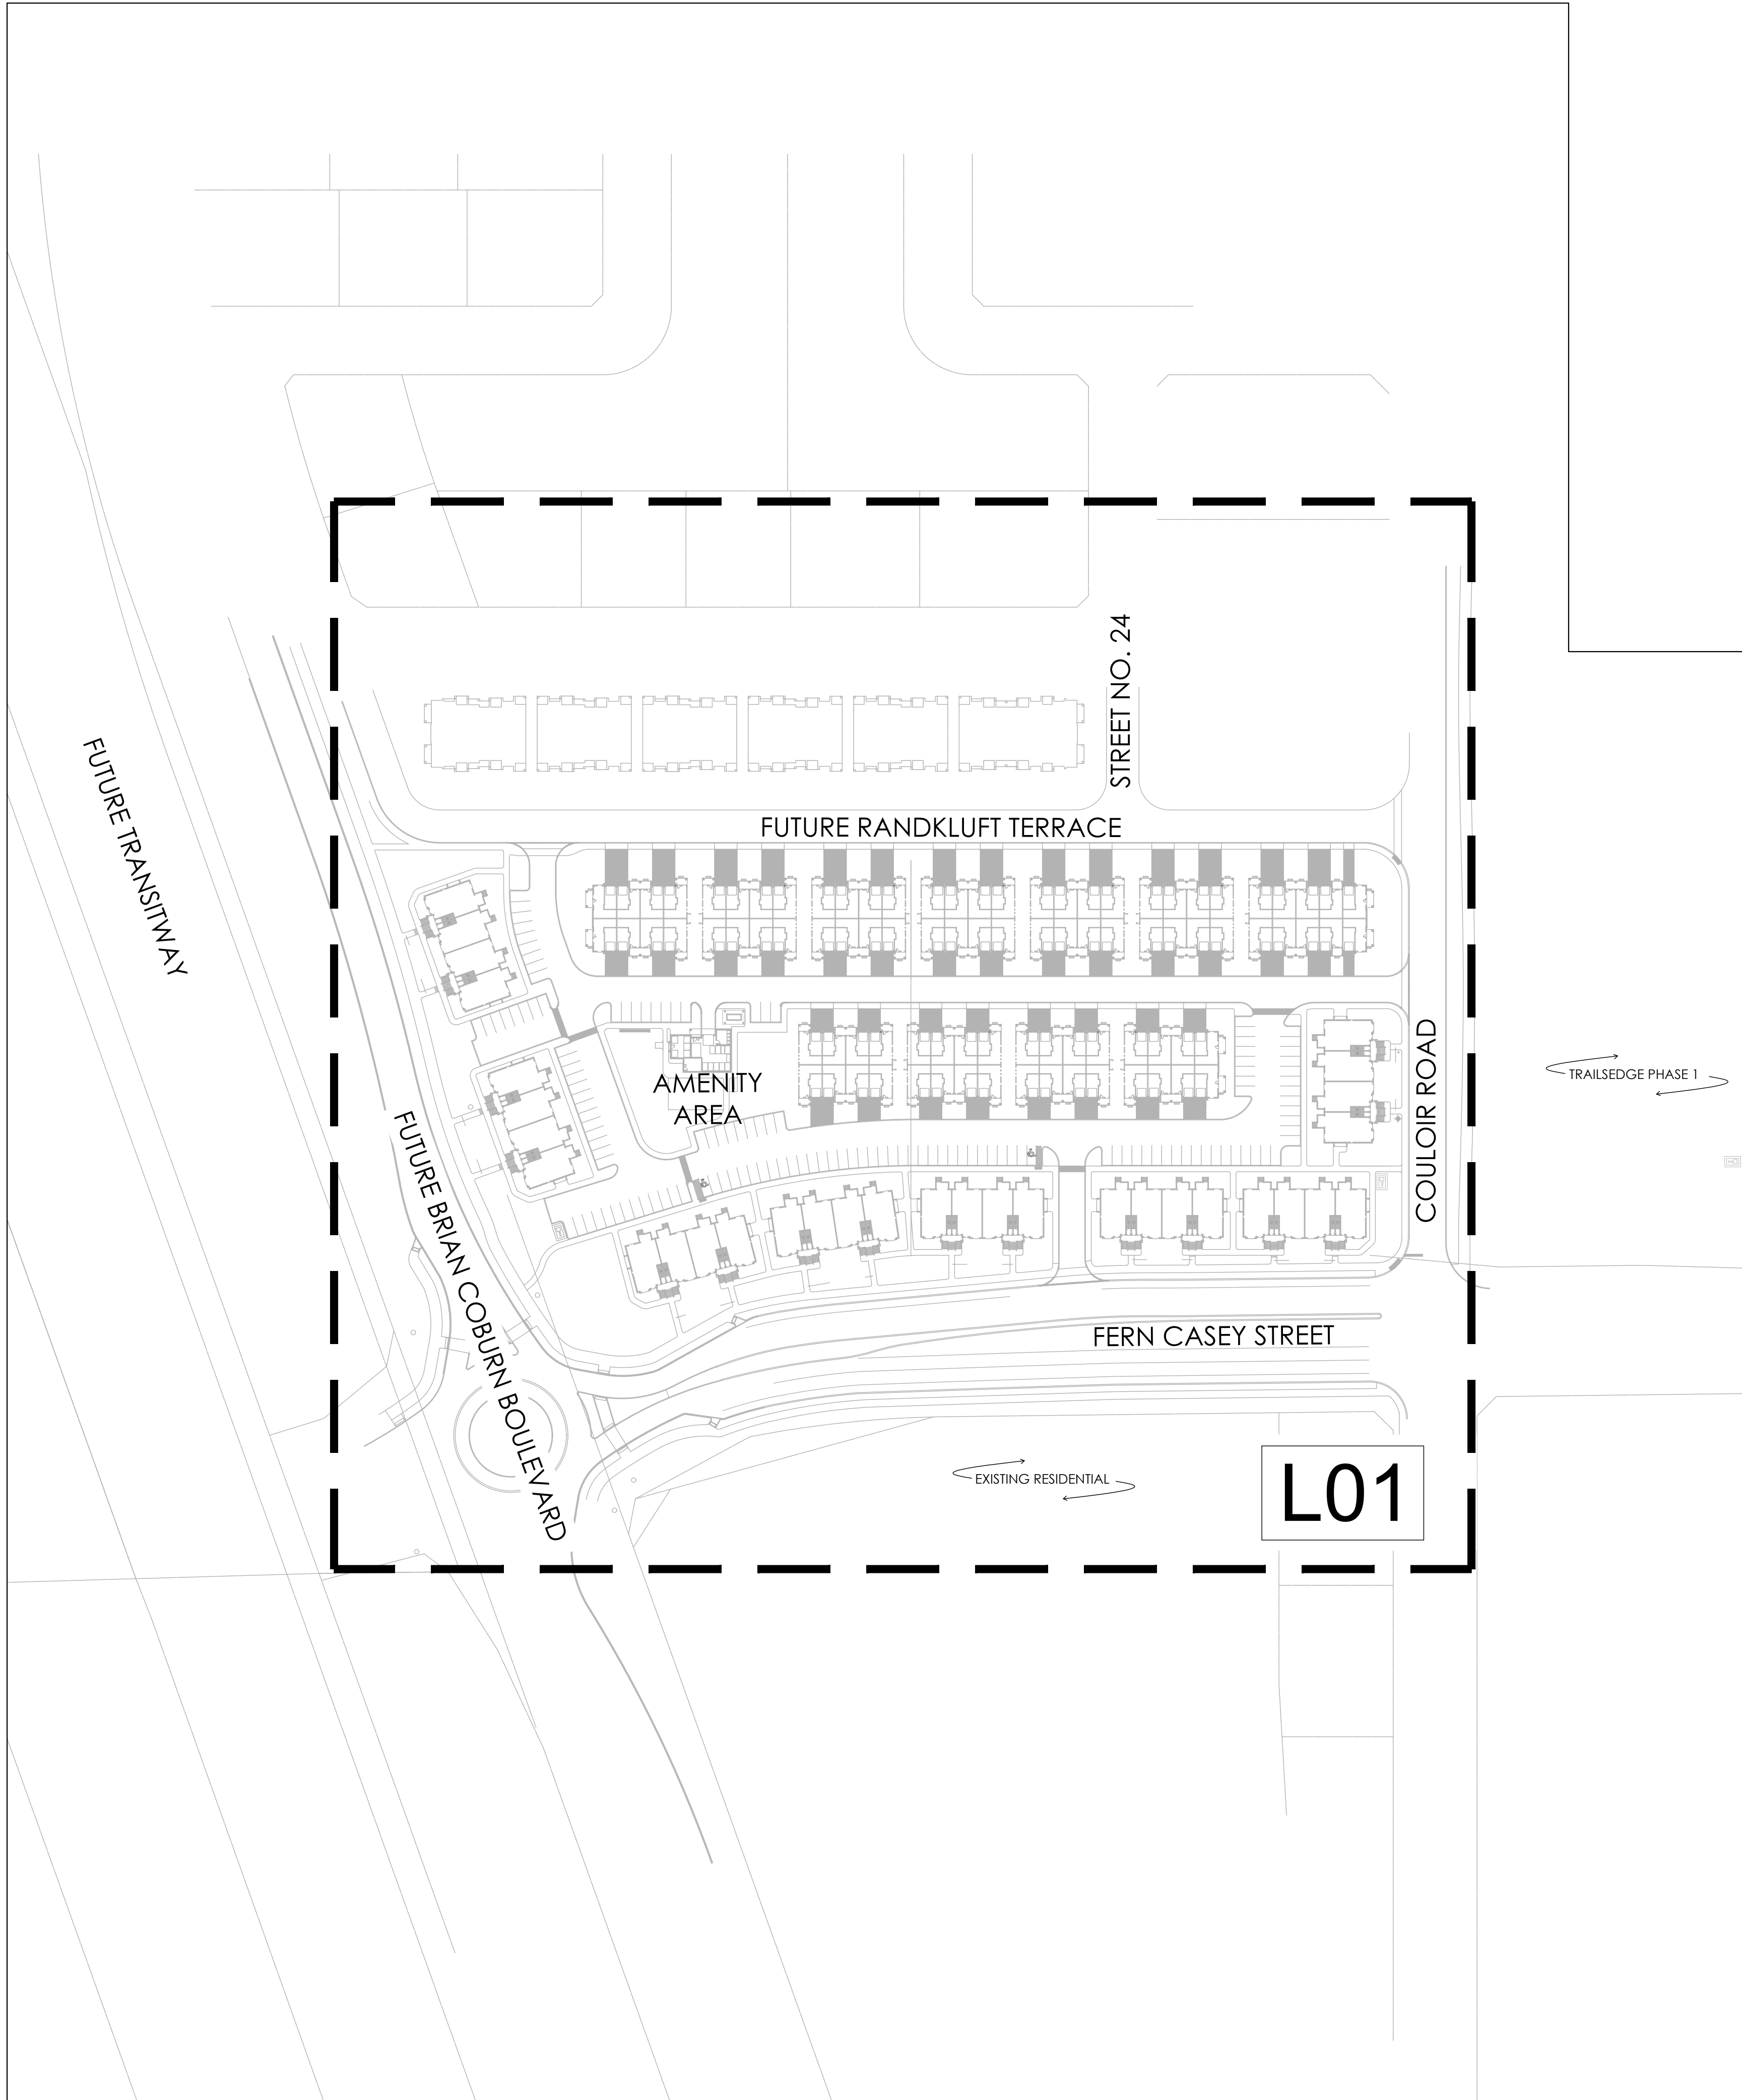 STREET NO. 24
FUTURE TRANSITWAY
FUTURE RANDKLUFT TERRACE
AMENITY
AREA
COULOIR ROAD
TRAILSEDGE PHASE 1
FUTURE BRIAN COBURN BOULEVARD
FERN CASEY STREET
EXISTING RESIDENTIAL
L01